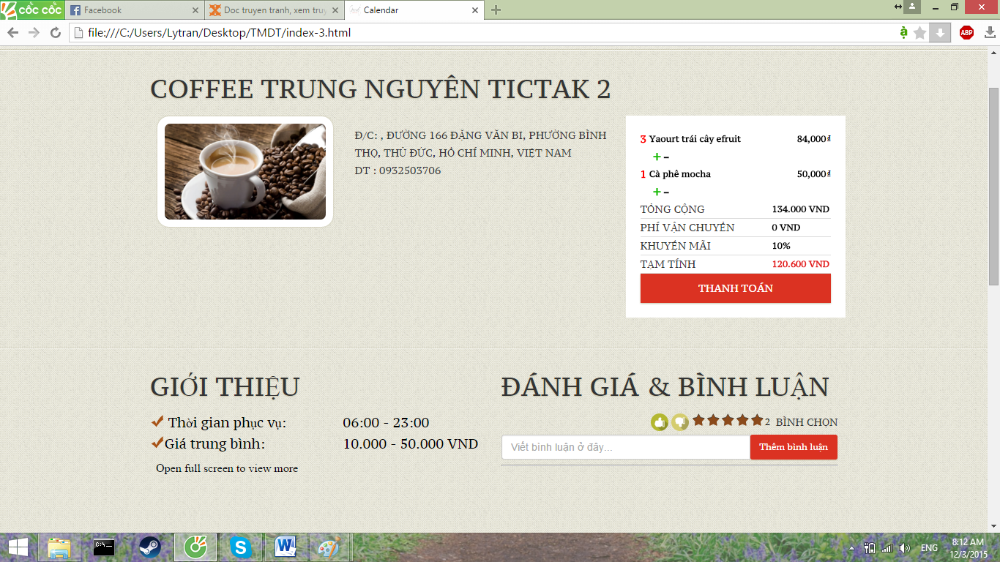 CỐC CỐC
Facebook
Doc truyen tranh, xem truy
Calendar
file:///C:/Users/Lytran/Desktop/TMDT/index-3.html
ABP
COFFEE TRUNG NGUYÊN TICTAK 2
Đ/C: , ĐƯỜNG 166 ĐẶNG VĂN BI, PHƯỜNG BÌNH
THỌ, THỦ ĐỨC, HỒ CHÍ MINH, VIỆT NAM
DT : 0932503706
3 Yaourt trái cây efruit 84,000₫
+ -
1 Cà phê mocha 50,000₫
+ -
TỔNG CỘNG 134.000 VND
PHÍ VẬN CHUYỂN 0 VND
KHUYẾN MÃI 10%
TẠM TÍNH 120.600 VND
THANH TOÁN
GIỚI THIỆU
Thời gian phục vụ: 06:00 - 23:00
Giá trung bình: 10.000 - 50.000 VND
Open full screen to view more
ĐÁNH GIÁ & BÌNH LUẬN
2 BÌNH CHỌN
Viết bình luận ở đây...
Thêm bình luận
ENG
8:12 AM
12/3/2015